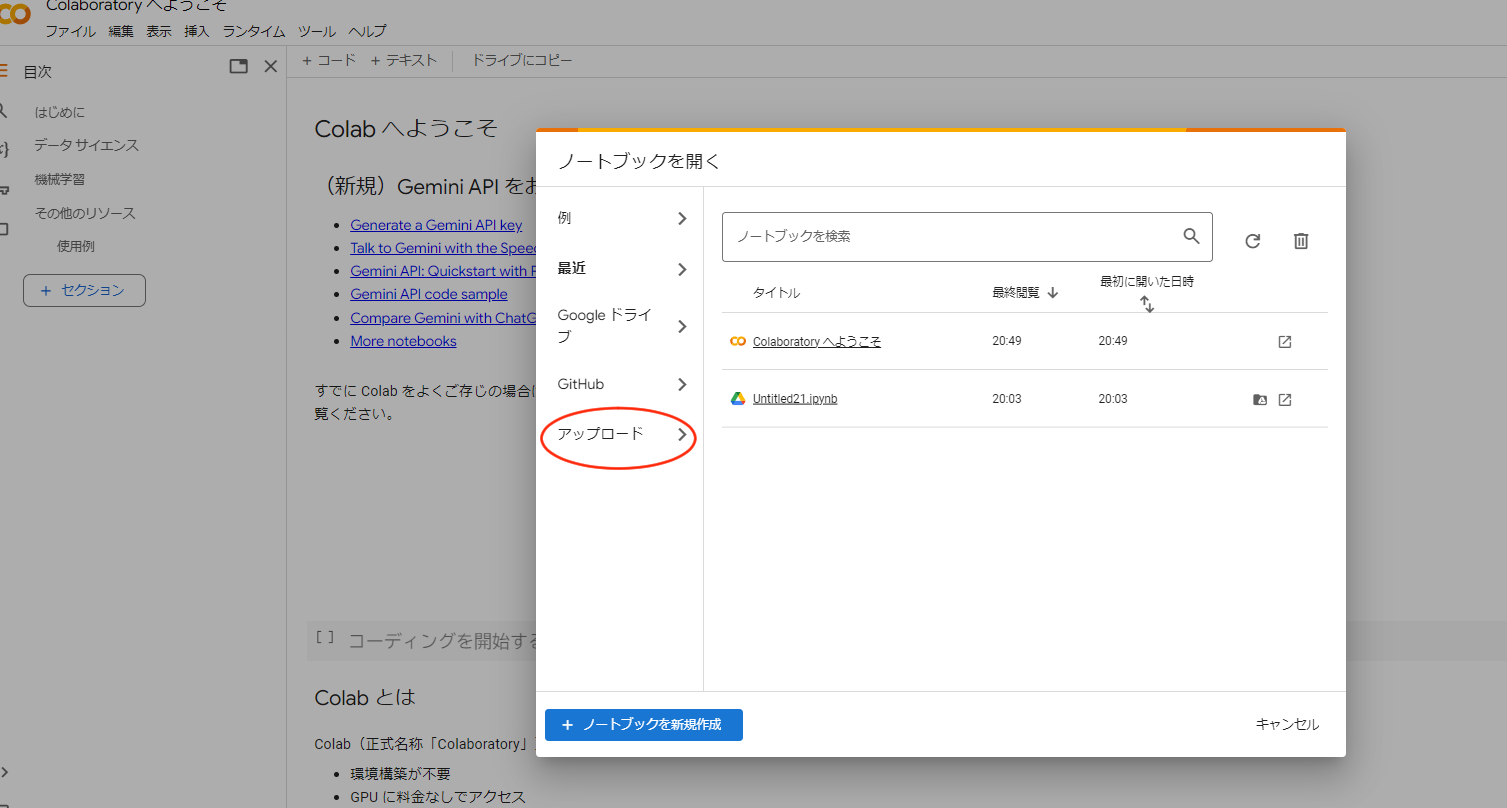 Colaboratory へようこそ
ファイル 編集 表示 挿入 ランタイム ツール ヘルプ
目次
はじめに
データ サイエンス
機械学習
その他のリソース
使用例
+ セクション
+ コード + テキスト ドライブにコピー
Colab へようこそ
（新規）Gemini API をお
Generate a Gemini API key
Talk to Gemini with the Speec
Gemini API: Quickstart with P
Gemini API code sample
Compare Gemini with ChatG
More notebooks
すでに Colab をよくご存じの場合は
覧ください。
[ ] コーディングを開始する
Colab とは
Colab（正式名称「Colaboratory」）
環境構築が不要
GPU に料金なしでアクセス
ノートブックを開く
例
最近
Google ドライ
ブ
GitHub
アップロード
ノートブックを検索
タイトル 最終閲覧 最初に開いた日時
Colaboratory へようこそ 20:49 20:49
Untitled21.ipynb 20:03 20:03
+ ノートブックを新規作成
キャンセル